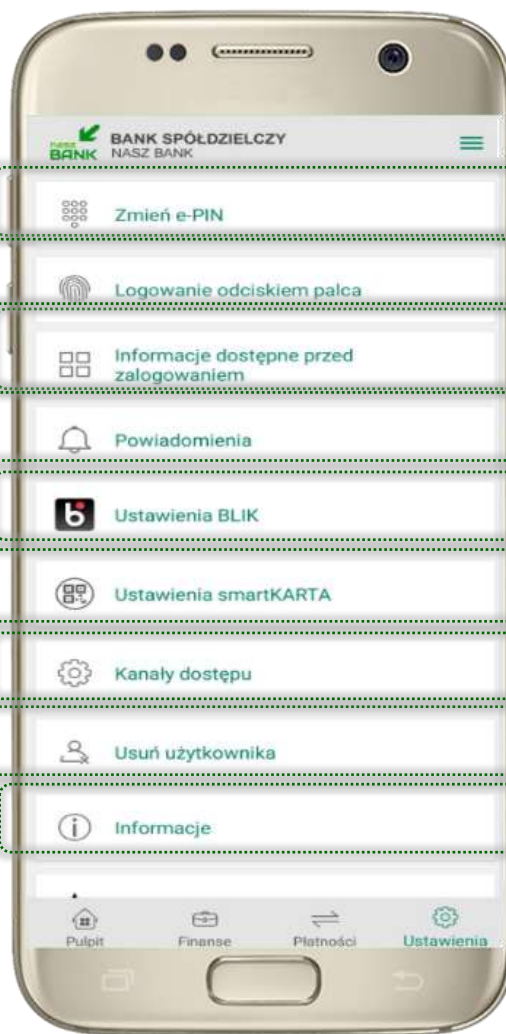 nasz
BANK
BANK SPÓŁDZIELCZY
NASZ BANK
Zmień e-PIN
Logowanie odciskiem palca
Informacje dostępne przed
zalogowaniem
Powiadomienia
Ustawienia BLIK
Ustawienia smartKARTA
Kanały dostępu
Usuń użytkownika
Informacje
Pulpit Finanse Płatności Ustawienia